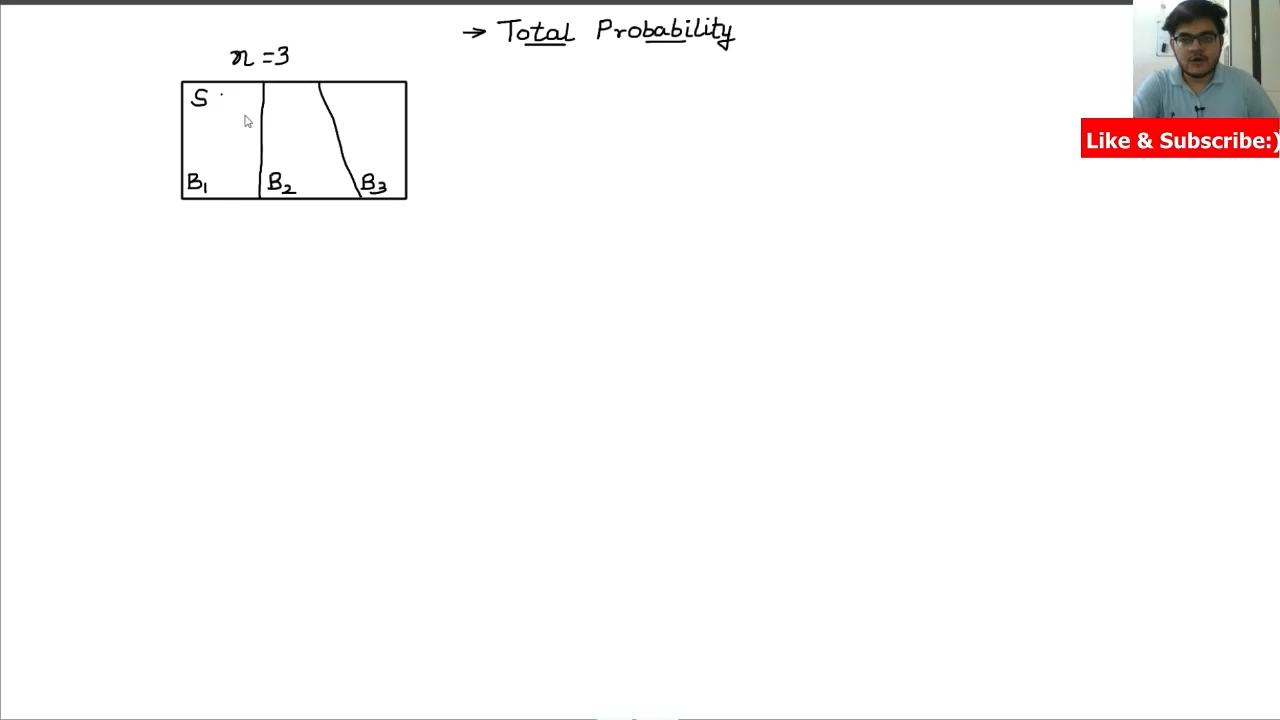 → Total Probability
n = 3
S
B₁ B₂ B₃
Like & Subscribe:)